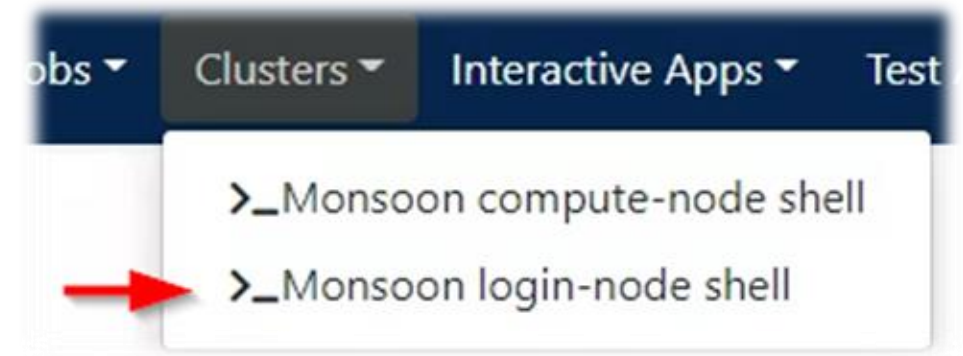 obs Clusters Interactive Apps Test
>_Monsoon compute-node shell
>_Monsoon login-node shell